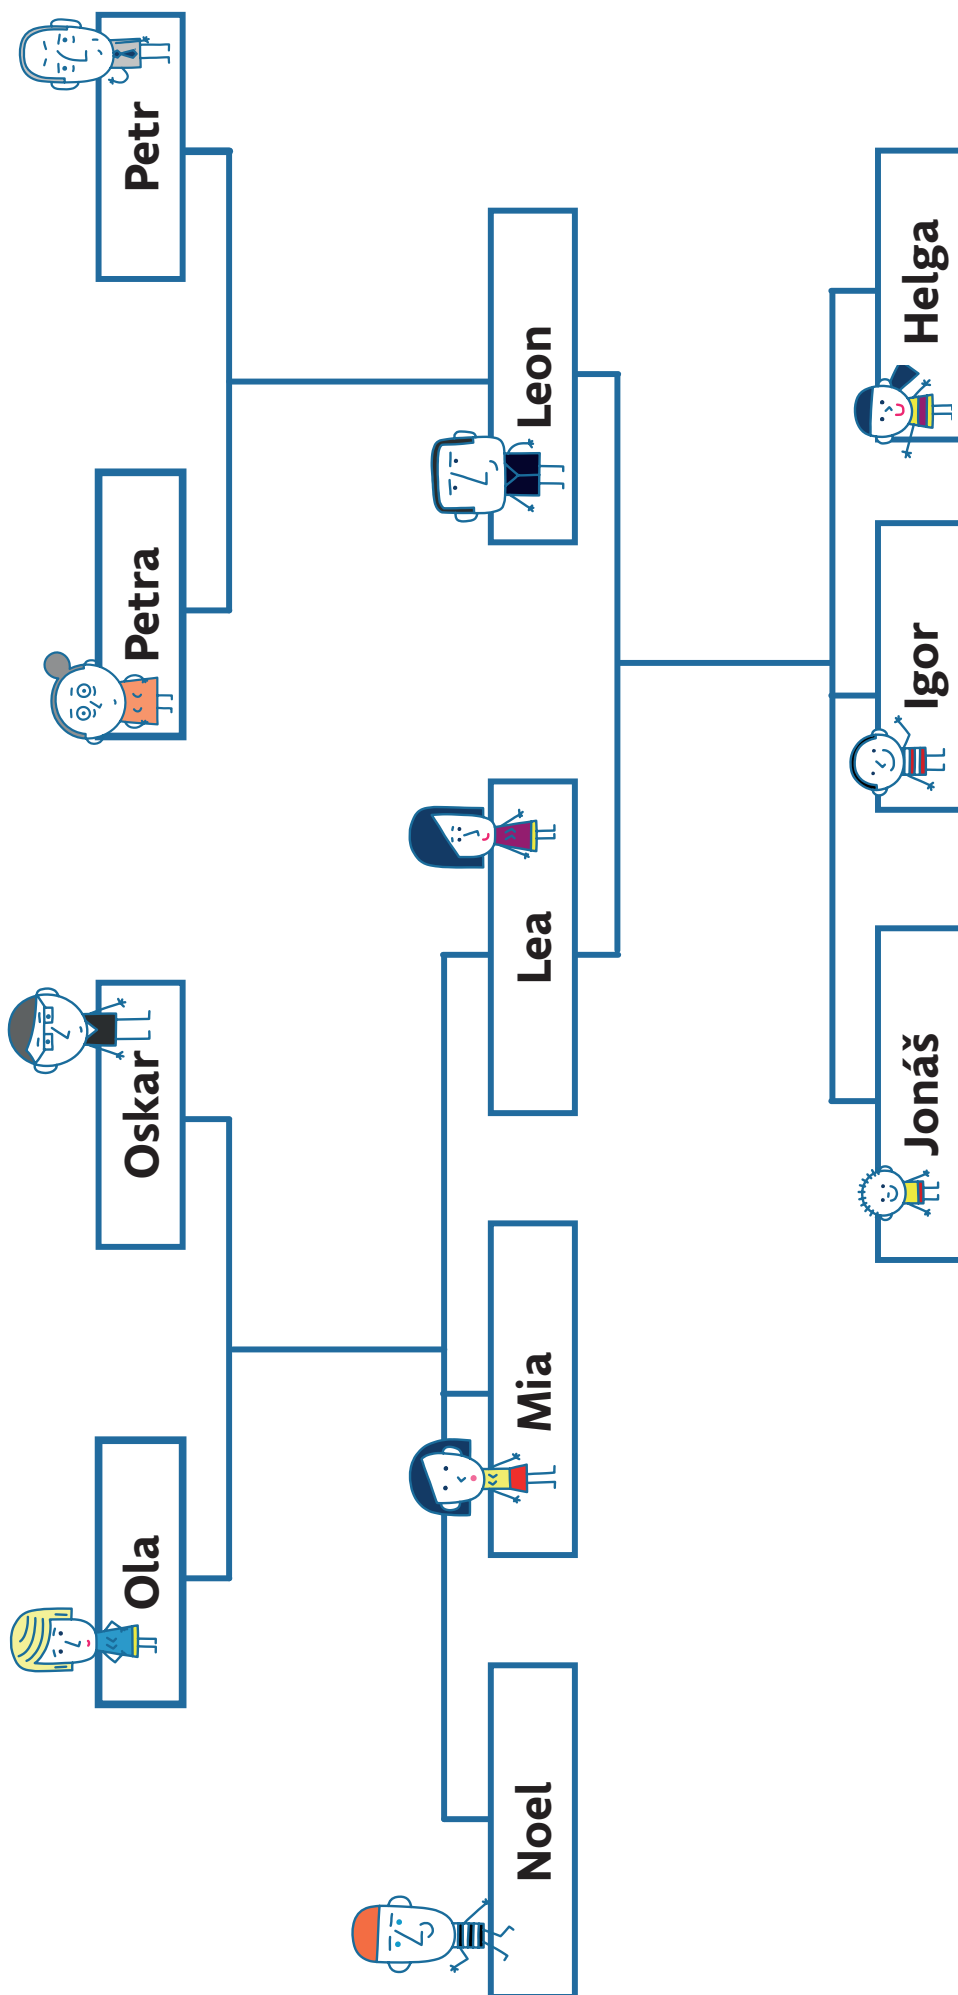 Ola
Oskar
Petra
Petr
Noel
Mia
Lea
Leon
Jonáš
Igor
Helga